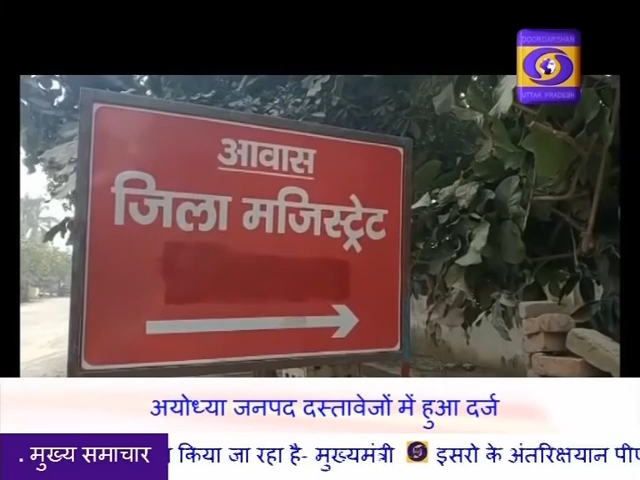 DOORDARSHAN
UTTAR PRADESH
आवास
जिला मजिस्ट्रेट
अयोध्या जनपद दस्तावेजों में हुआ दर्ज
. मुख्य समाचार
किया जा रहा है- मुख्यमंत्री इसरो के अंतरिक्षयान